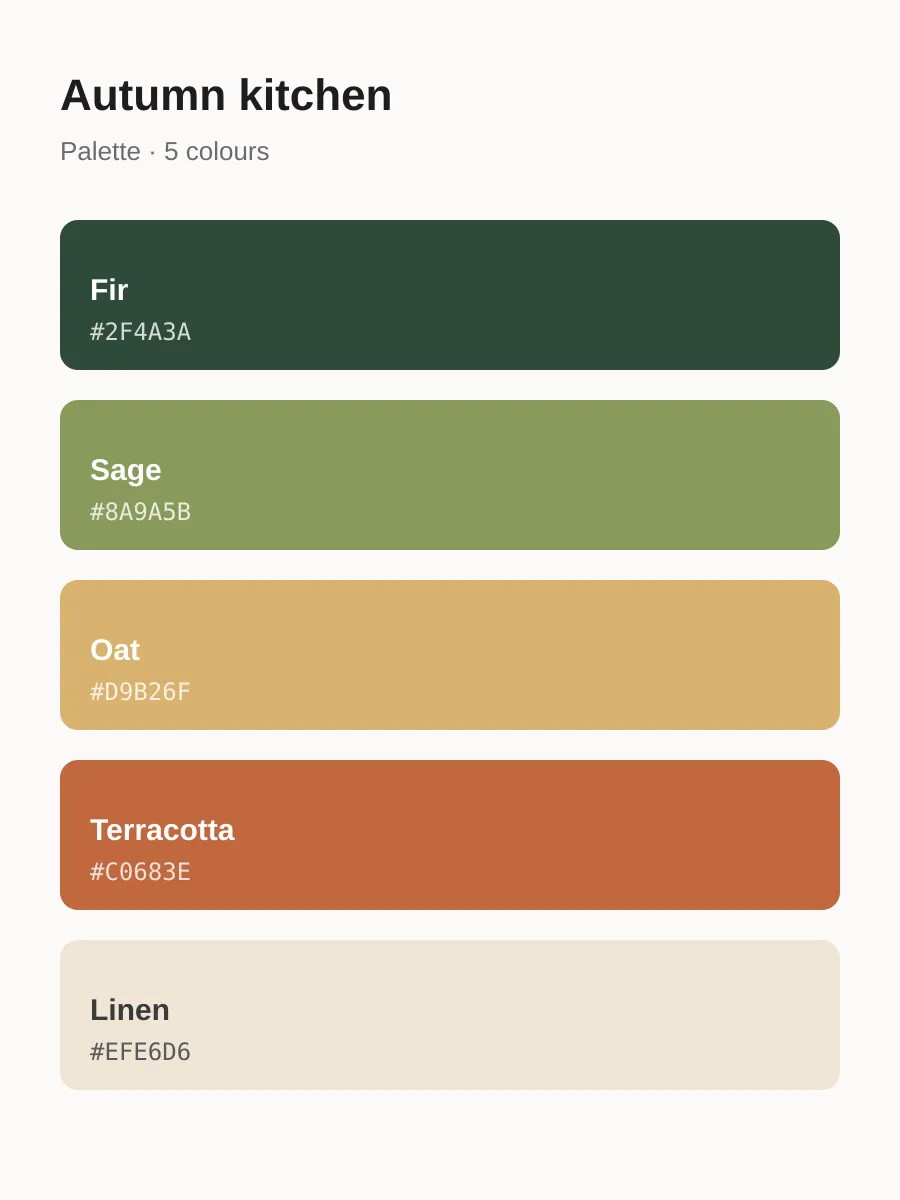 Autumn kitchen
Palette · 5 colours
Fir
#2F4A3A
Sage
#8A9A5B
Oat
#D9B26F
Terracotta
#C0683E
Linen
#EFE6D6